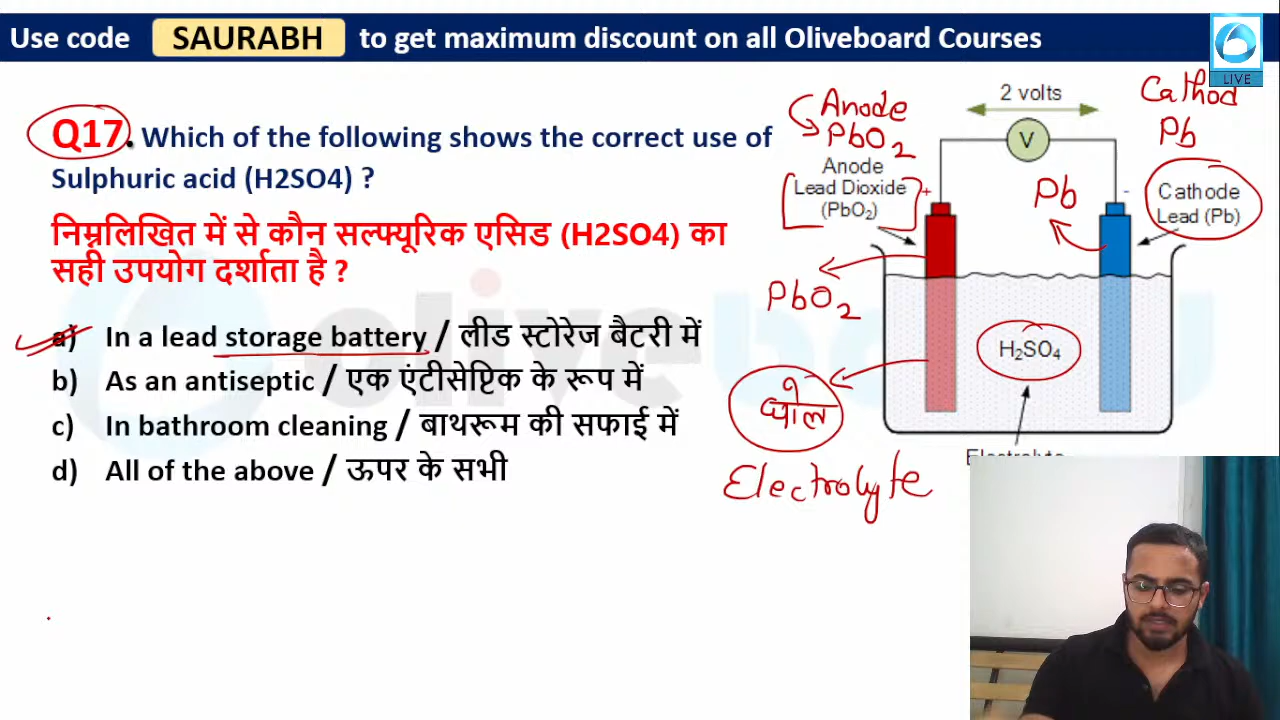 Use code SAURABH to get maximum discount on all Oliveboard Courses
LIVE
Q17. Which of the following shows the correct use of
Sulphuric acid (H2SO4) ?
निम्नलिखित में से कौन सल्फ्यूरिक एसिड (H2SO4) का
सही उपयोग दर्शाता है ?
a) In a lead storage battery / लीड स्टोरेज बैटरी में
b) As an antiseptic / एक एंटीसेप्टिक के रूप में
c) In bathroom cleaning / बाथरूम की सफाई में
d) All of the above / ऊपर के सभी
olive
2 volts
V
Anode
PbO2
Anode
Lead Dioxide
(PbO₂)
+
Cathod
Pb
Pb
-
Cathode
Lead (Pb)
PbO2
H₂SO₄
घोल
Electrolyte
Electrolyte